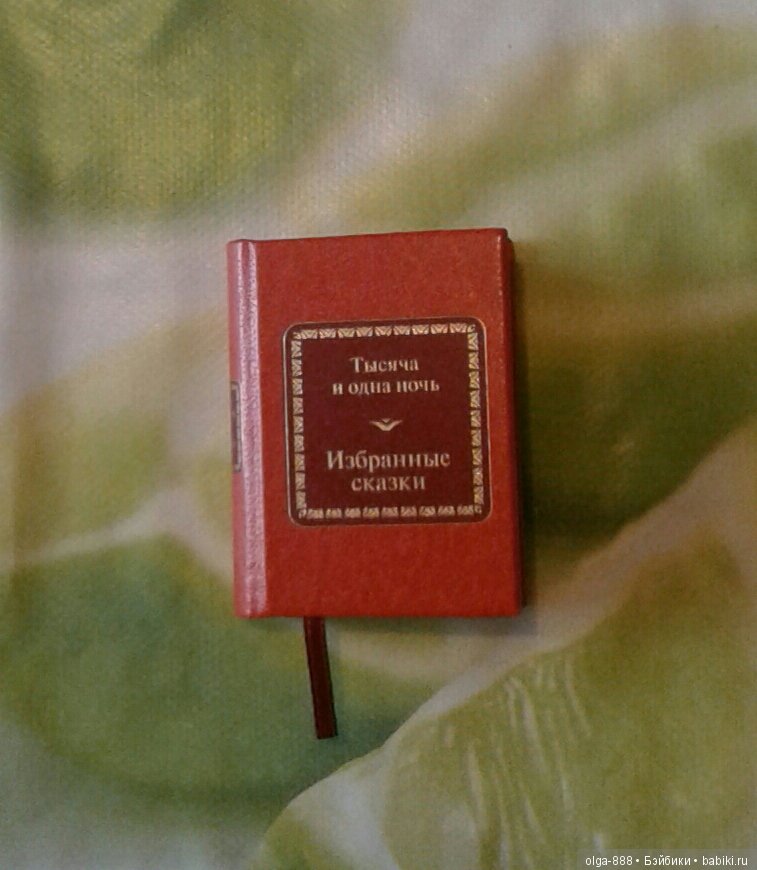 Тысяча
и одна ночь
Избранные
сказки
olga-888 • Бэйбики • babiki.ru